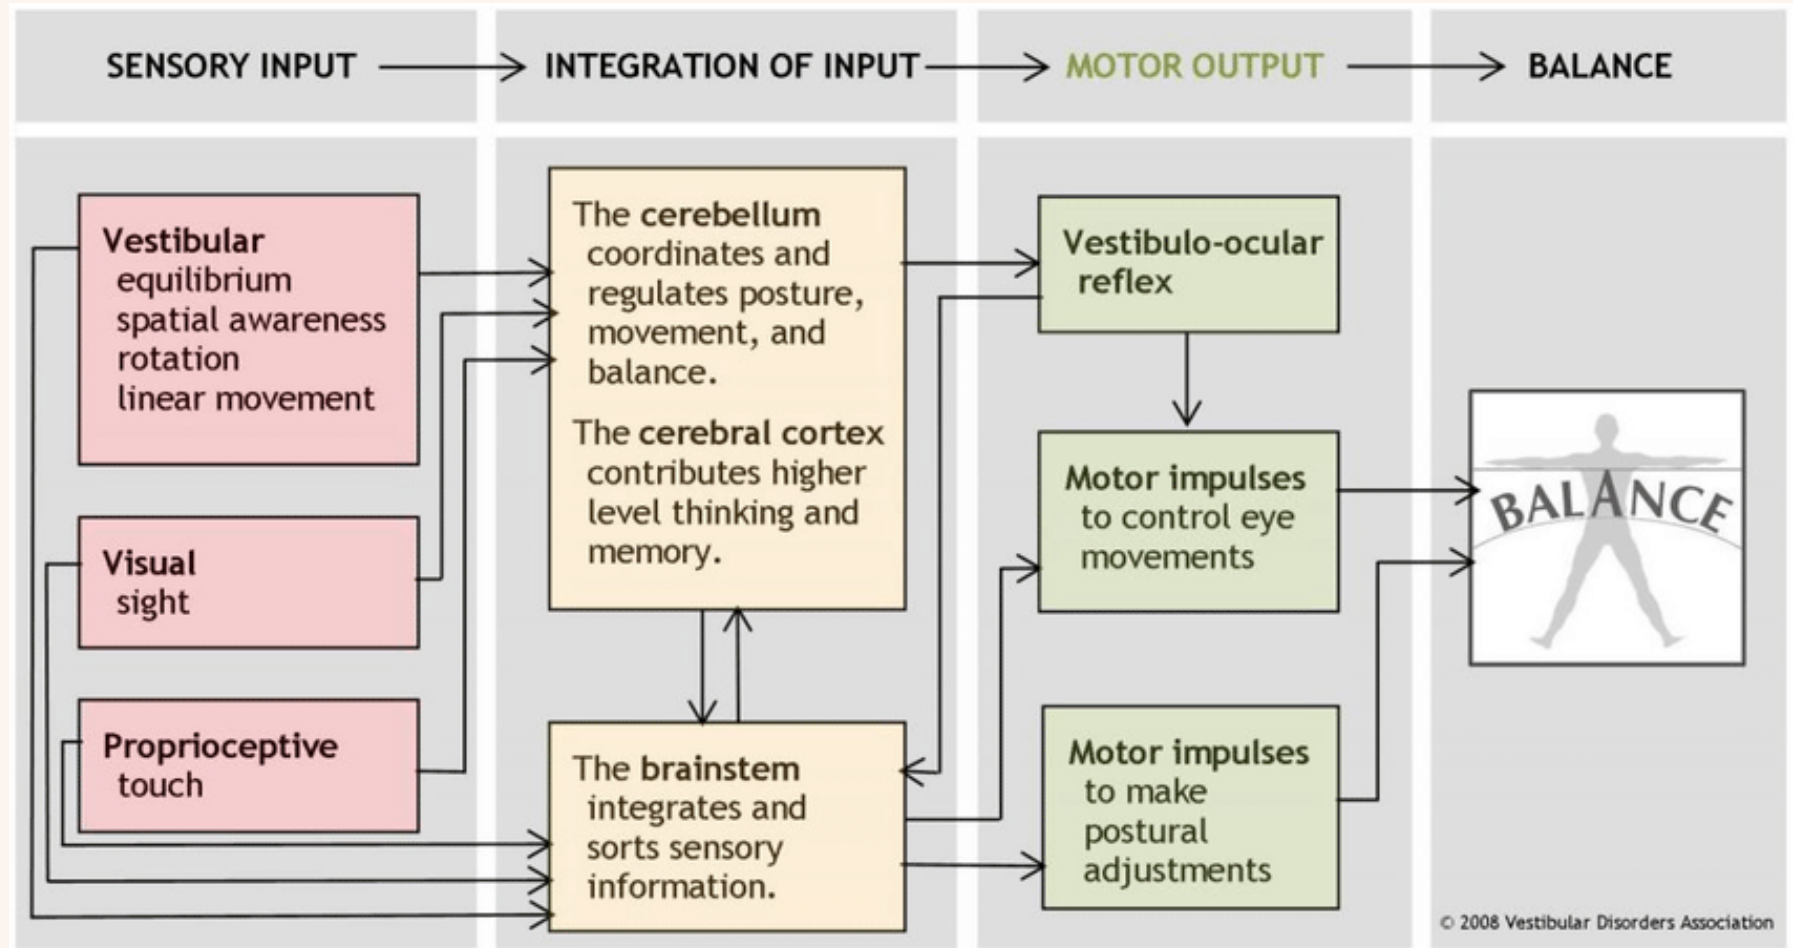 SENSORY INPUT
INTEGRATION OF INPUT
MOTOR OUTPUT
BALANCE
Vestibular
equilibrium
spatial awareness
rotation
linear movement
Visual
sight
Proprioceptive
touch
The cerebellum
coordinates and
regulates posture,
movement, and
balance.
The cerebral cortex
contributes higher
level thinking and
memory.
The brainstem
integrates and
sorts sensory
information.
Vestibulo-ocular
reflex
Motor impulses
to control eye
movements
Motor impulses
to make
postural
adjustments
BALANCE
© 2008 Vestibular Disorders Association